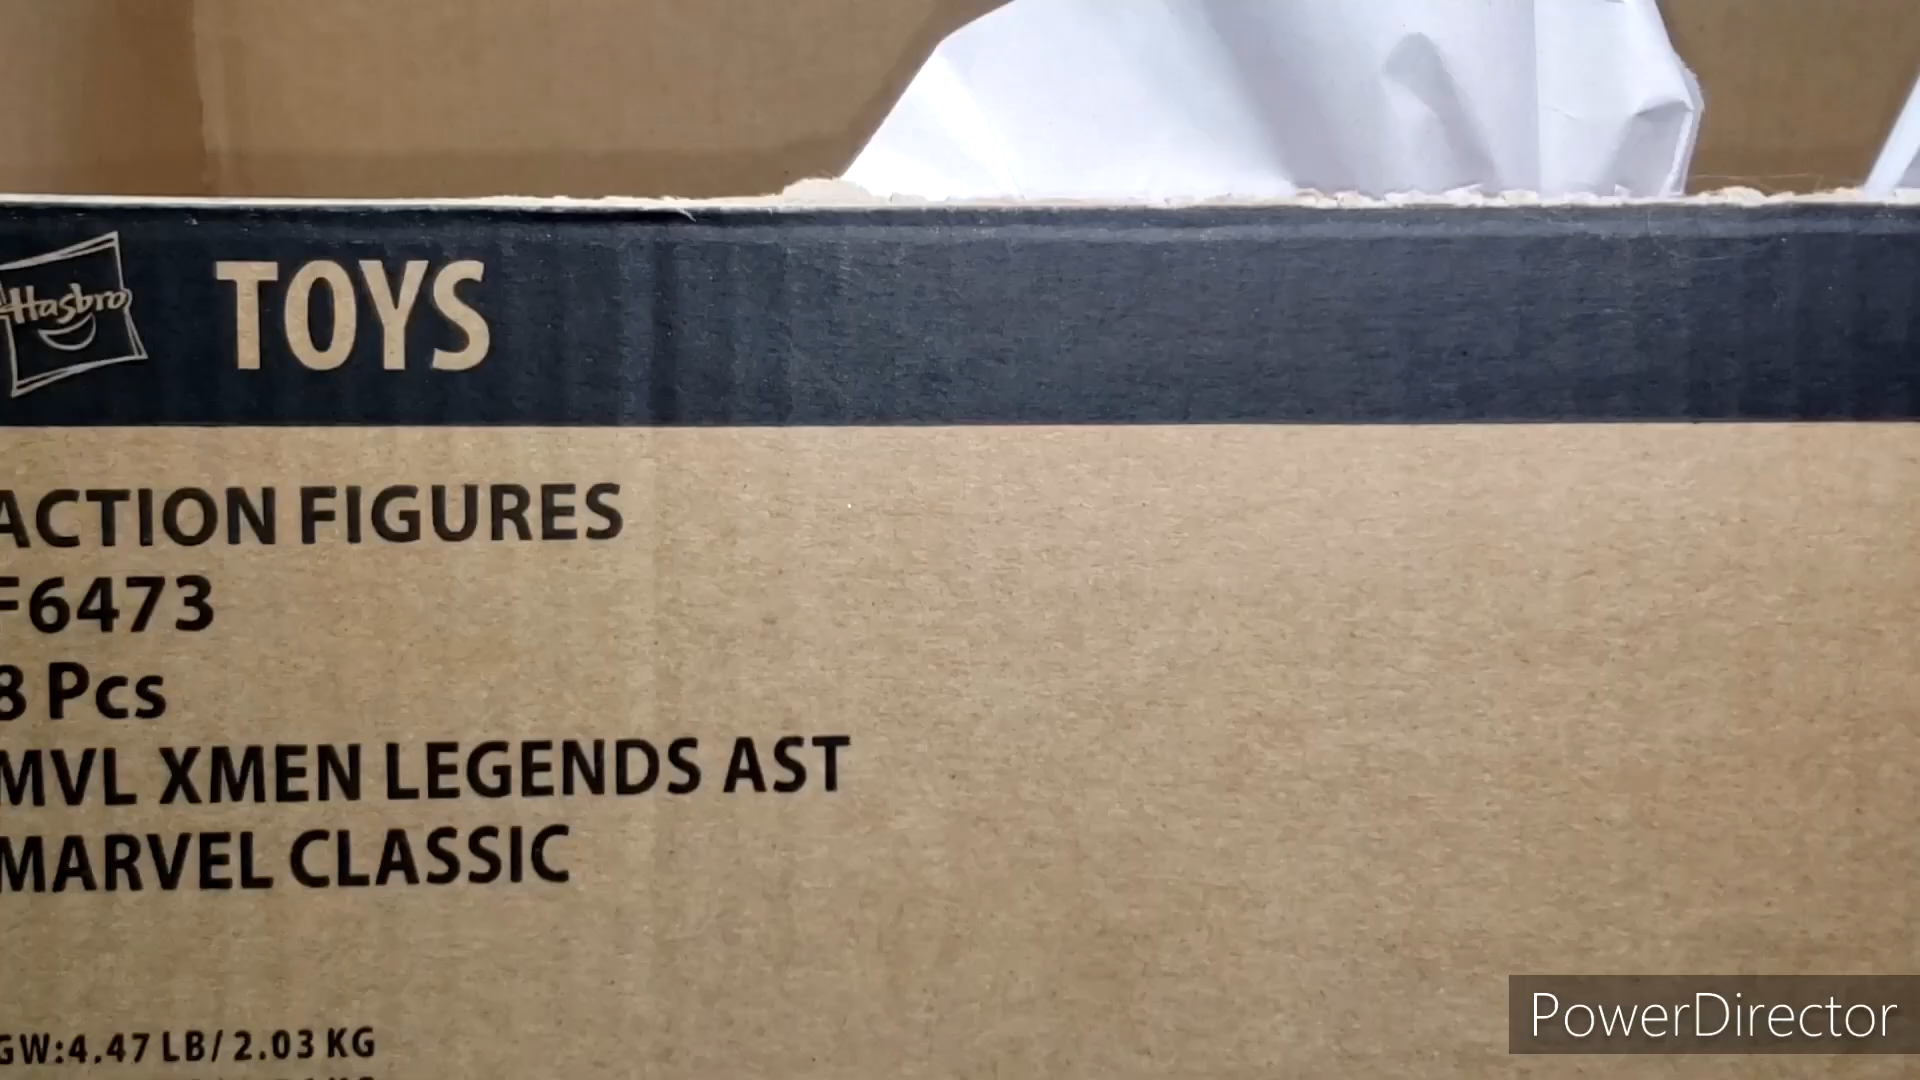 Hasbro TOYS
ACTION FIGURES
F6473
8 Pcs
MVL XMEN LEGENDS AST
MARVEL CLASSIC
GW:4.47 LB/ 2.03 KG
PowerDirector